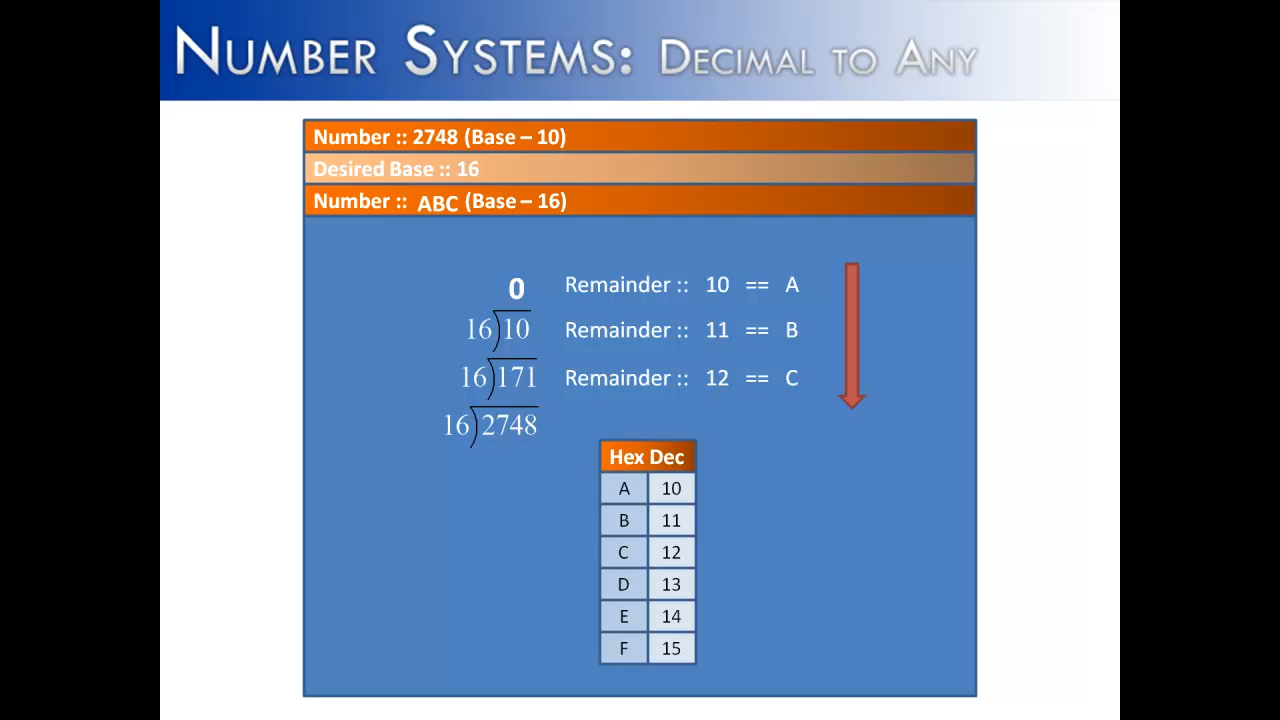 NUMBER SYSTEMS: DECIMAL TO ANY
Number :: 2748 (Base – 10)
Desired Base :: 16
Number :: ABC (Base – 16)
0 Remainder :: 10 == A
16 10 Remainder :: 11 == B
16 171 Remainder :: 12 == C
16 2748
Hex Dec
A 10
B 11
C 12
D 13
E 14
F 15